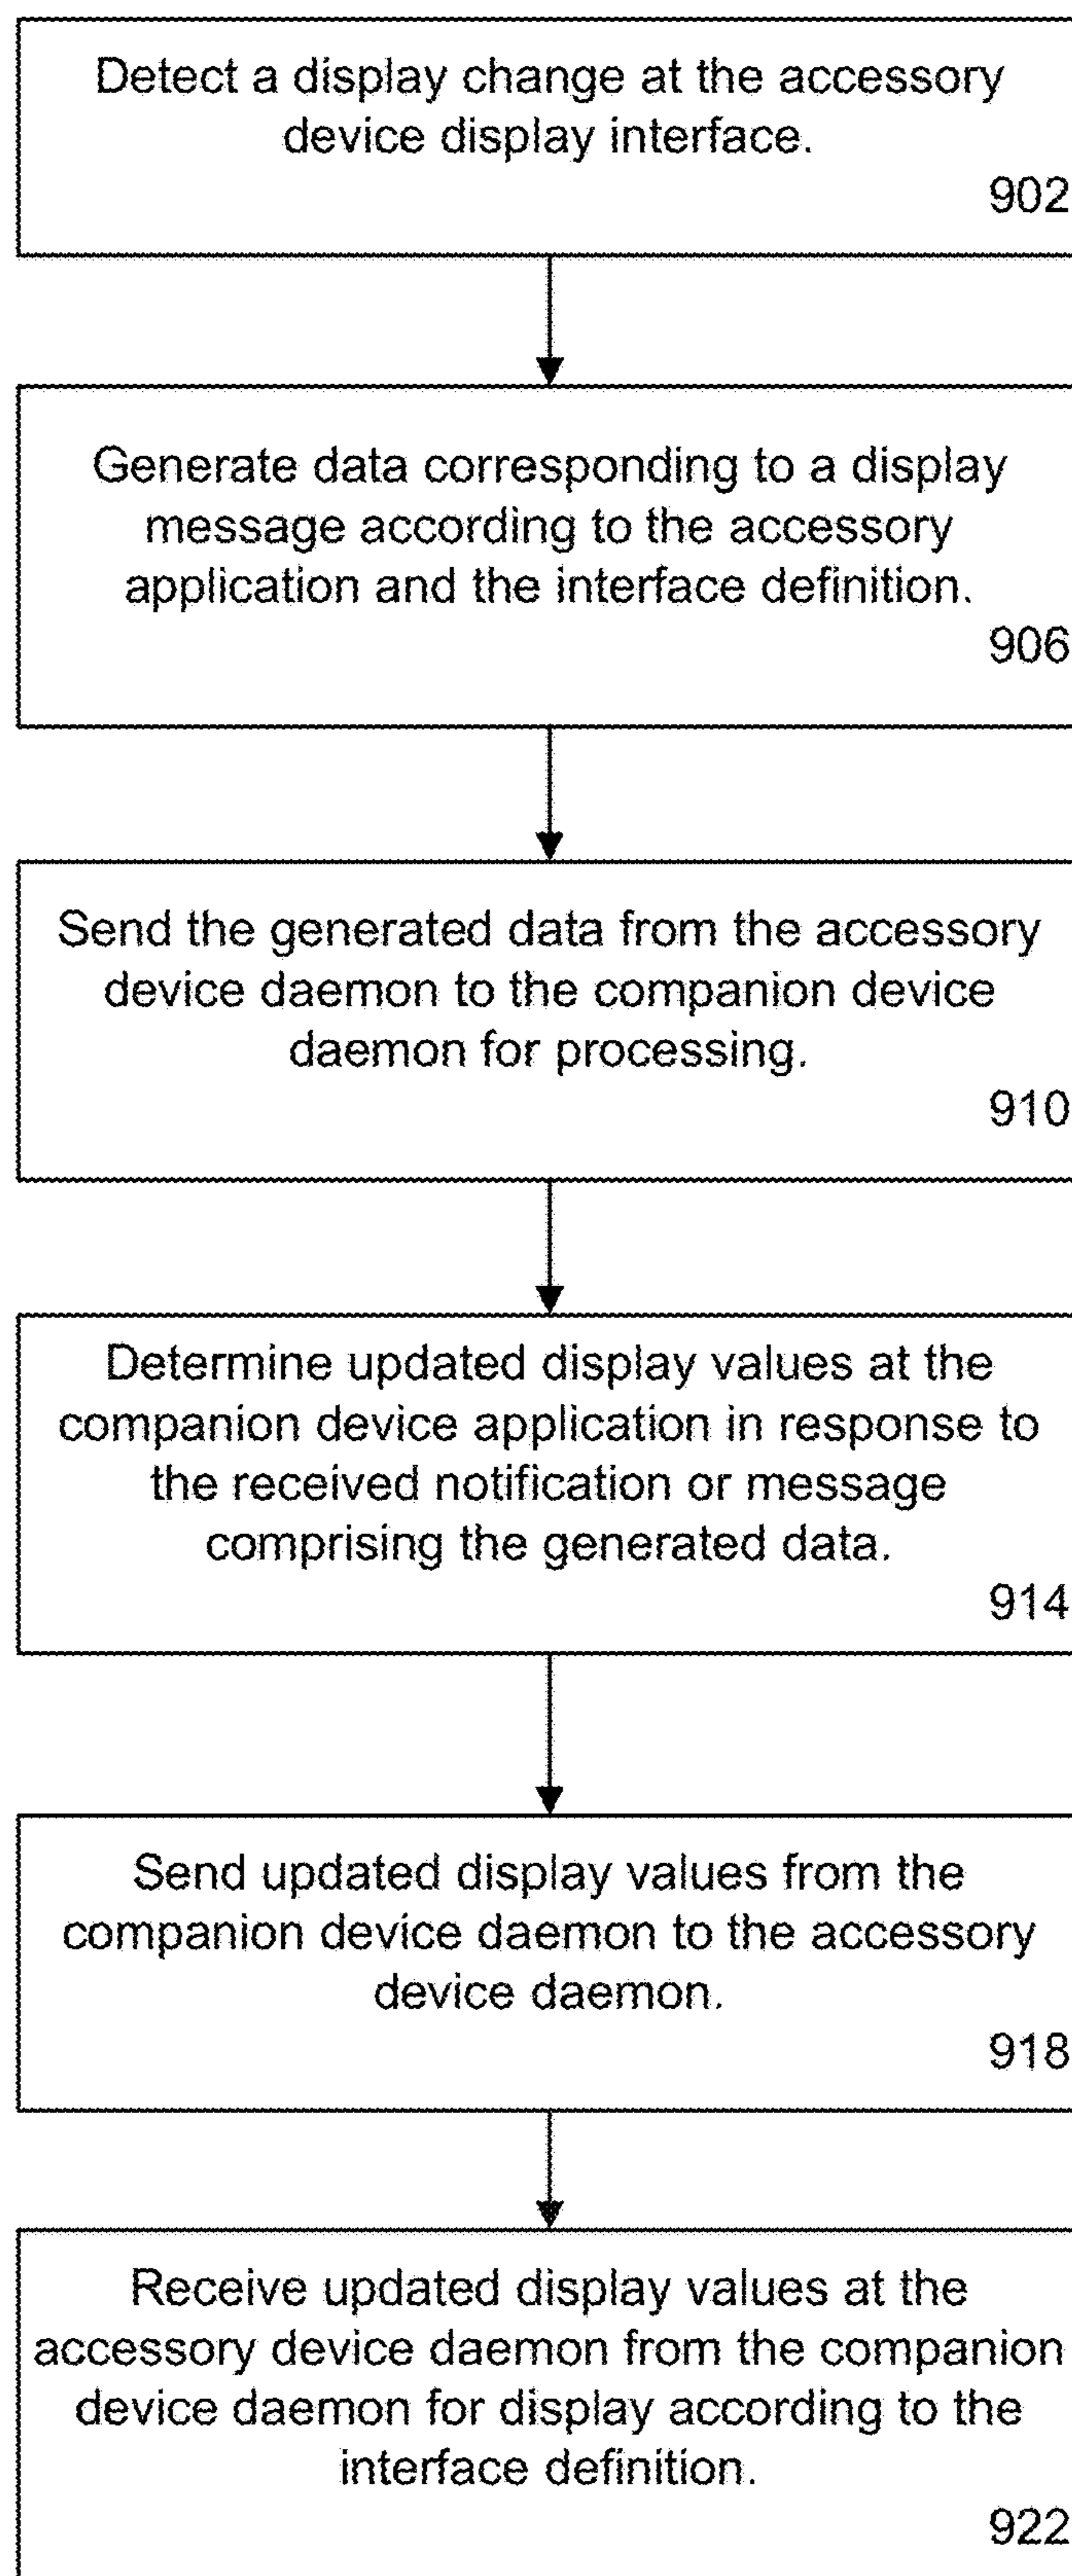 Detect a display change at the accessory
device display interface.
902
Generate data corresponding to a display
message according to the accessory
application and the interface definition.
906
Send the generated data from the accessory
device daemon to the companion device
daemon for processing.
910
Determine updated display values at the
companion device application in response to
the received notification or message
comprising the generated data.
914
Send updated display values from the
companion device daemon to the accessory
device daemon.
918
Receive updated display values at the
accessory device daemon from the companion
device daemon for display according to the
interface definition.
922